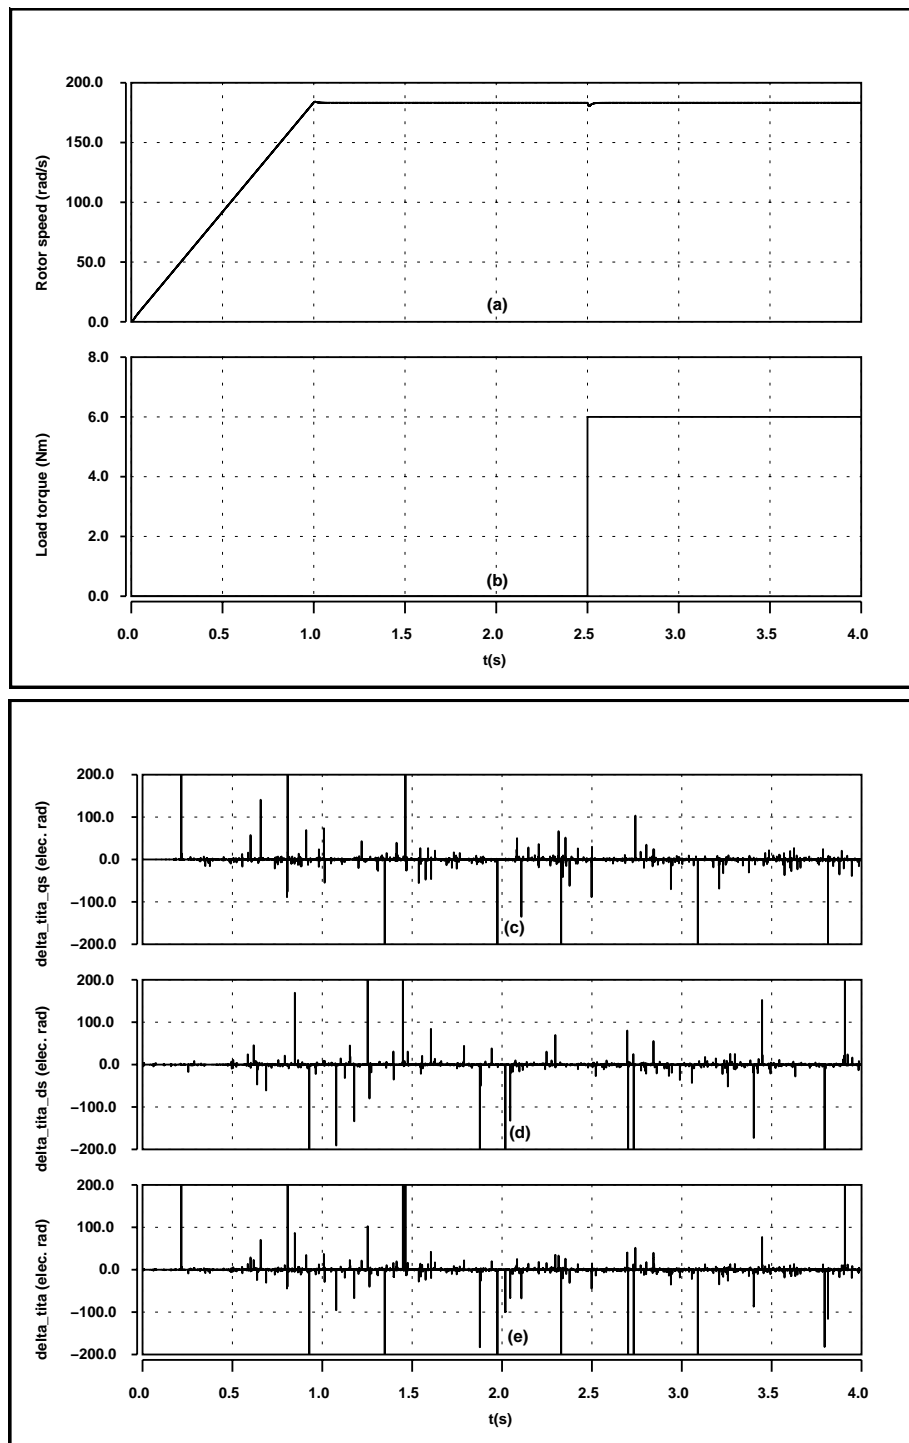 200.0
150.0
100.0
50.0
0.0
Rotor speed (rad/s)
(a)
8.0
6.0
4.0
2.0
0.0
Load torque (Nm)
(b)
0.0 0.5 1.0 1.5 2.0 2.5 3.0 3.5 4.0
t(s)
200.0
100.0
0.0
−100.0
−200.0
delta_tita_qs (elec. rad)
(c)
200.0
100.0
0.0
−100.0
−200.0
delta_tita_ds (elec. rad)
(d)
200.0
100.0
0.0
−100.0
−200.0
delta_tita (elec. rad)
(e)
0.0 0.5 1.0 1.5 2.0 2.5 3.0 3.5 4.0
t(s)